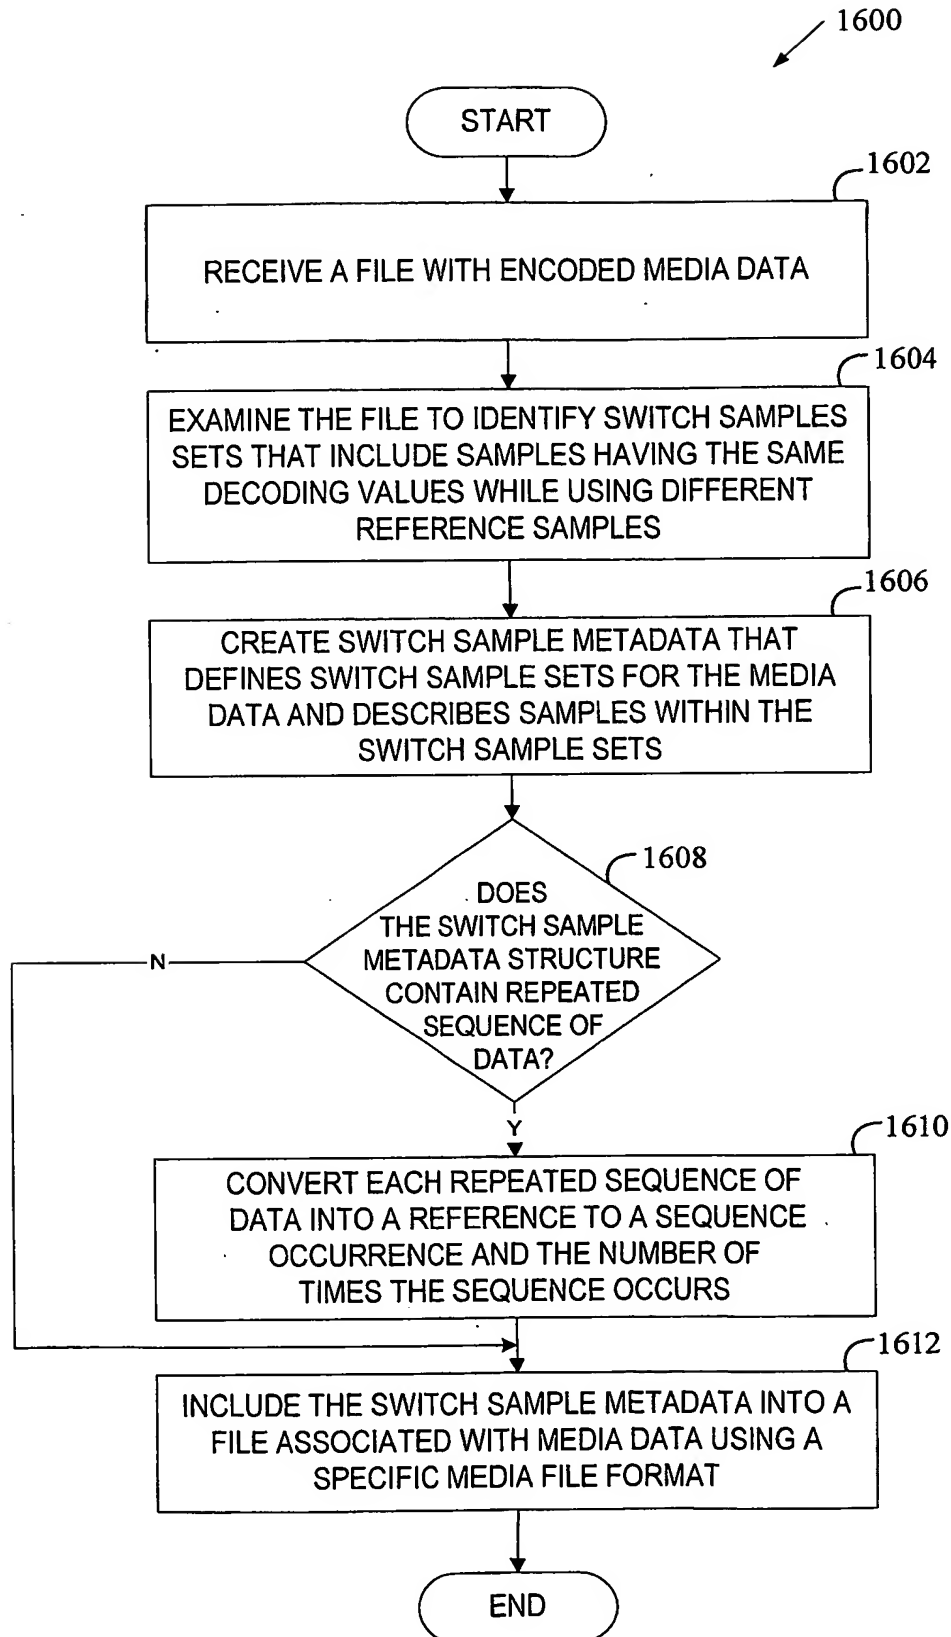 1600
START
1602
RECEIVE A FILE WITH ENCODED MEDIA DATA
1604
EXAMINE THE FILE TO IDENTIFY SWITCH SAMPLES
SETS THAT INCLUDE SAMPLES HAVING THE SAME
DECODING VALUES WHILE USING DIFFERENT
REFERENCE SAMPLES
1606
CREATE SWITCH SAMPLE METADATA THAT
DEFINES SWITCH SAMPLE SETS FOR THE MEDIA
DATA AND DESCRIBES SAMPLES WITHIN THE
SWITCH SAMPLE SETS
1608
DOES
THE SWITCH SAMPLE
METADATA STRUCTURE
CONTAIN REPEATED
SEQUENCE OF
DATA?
N
Y
1610
CONVERT EACH REPEATED SEQUENCE OF
DATA INTO A REFERENCE TO A SEQUENCE
OCCURRENCE AND THE NUMBER OF
TIMES THE SEQUENCE OCCURS
1612
INCLUDE THE SWITCH SAMPLE METADATA INTO A
FILE ASSOCIATED WITH MEDIA DATA USING A
SPECIFIC MEDIA FILE FORMAT
END